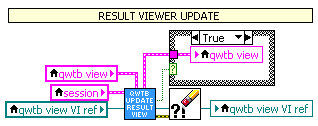 RESULT VIEWER UPDATE
True
qwtb view
qwtb view
session
qwtb view VI ref
QWTB
UPDATE
RESULT
VIEW
?
?!
qwtb view VI ref